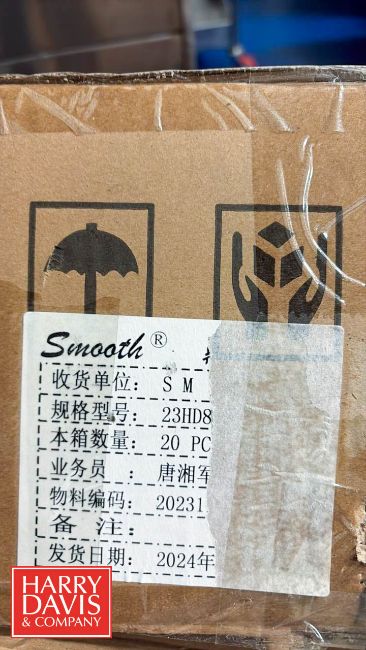 Smooth®
收货单位: S M
规格型号: 23HD8
本箱数量: 20 PC
业务员 : 唐湘军
物料编码: 20231
备 注:
发货日期: 2024年
HARRY
DAVIS
& COMPANY